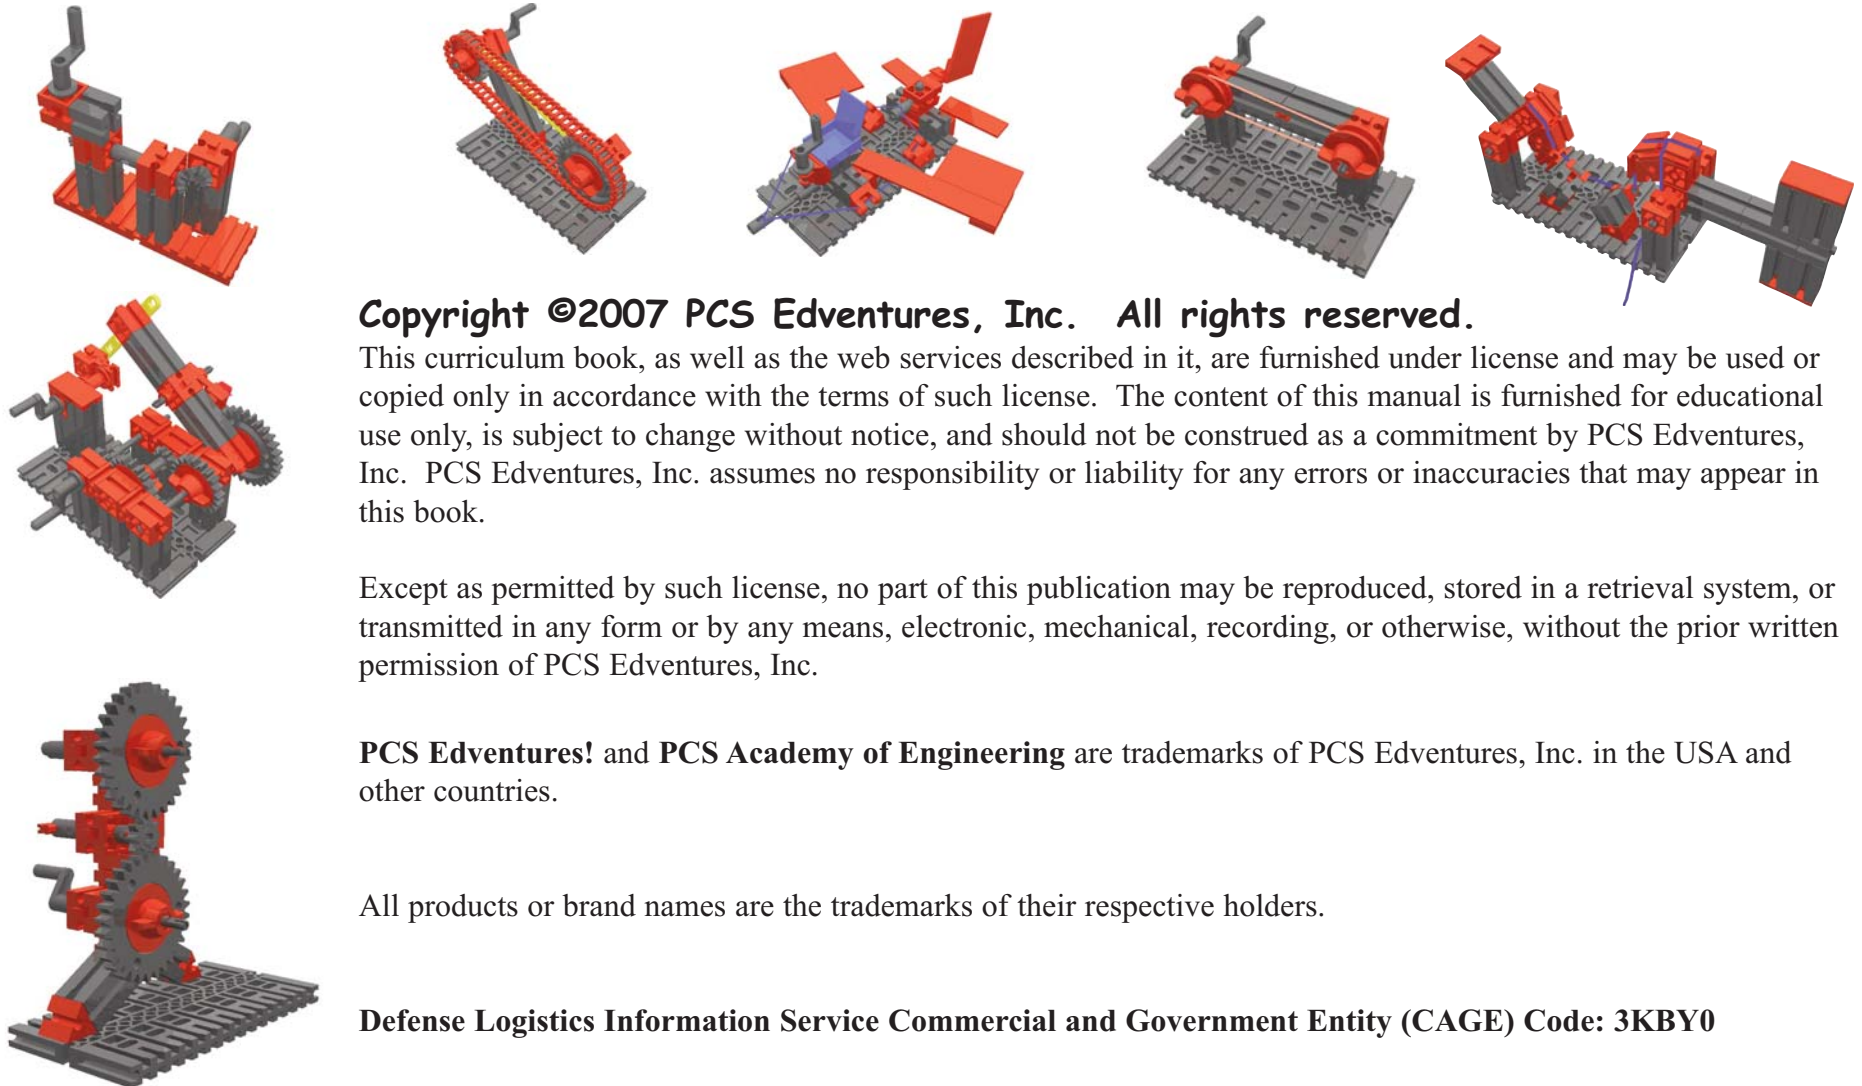 Copyright ©2007 PCS Edventures, Inc.  All rights reserved.
This curriculum book, as well as the web services described in it, are furnished under license and may be used or
copied only in accordance with the terms of such license.  The content of this manual is furnished for educational
use only, is subject to change without notice, and should not be construed as a commitment by PCS Edventures,
Inc.  PCS Edventures, Inc. assumes no responsibility or liability for any errors or inaccuracies that may appear in
this book.
Except as permitted by such license, no part of this publication may be reproduced, stored in a retrieval system, or
transmitted in any form or by any means, electronic, mechanical, recording, or otherwise, without the prior written
permission of PCS Edventures, Inc.
PCS Edventures! and PCS Academy of Engineering are trademarks of PCS Edventures, Inc. in the USA and
other countries.
All products or brand names are the trademarks of their respective holders.
Defense Logistics Information Service Commercial and Government Entity (CAGE) Code: 3KBY0